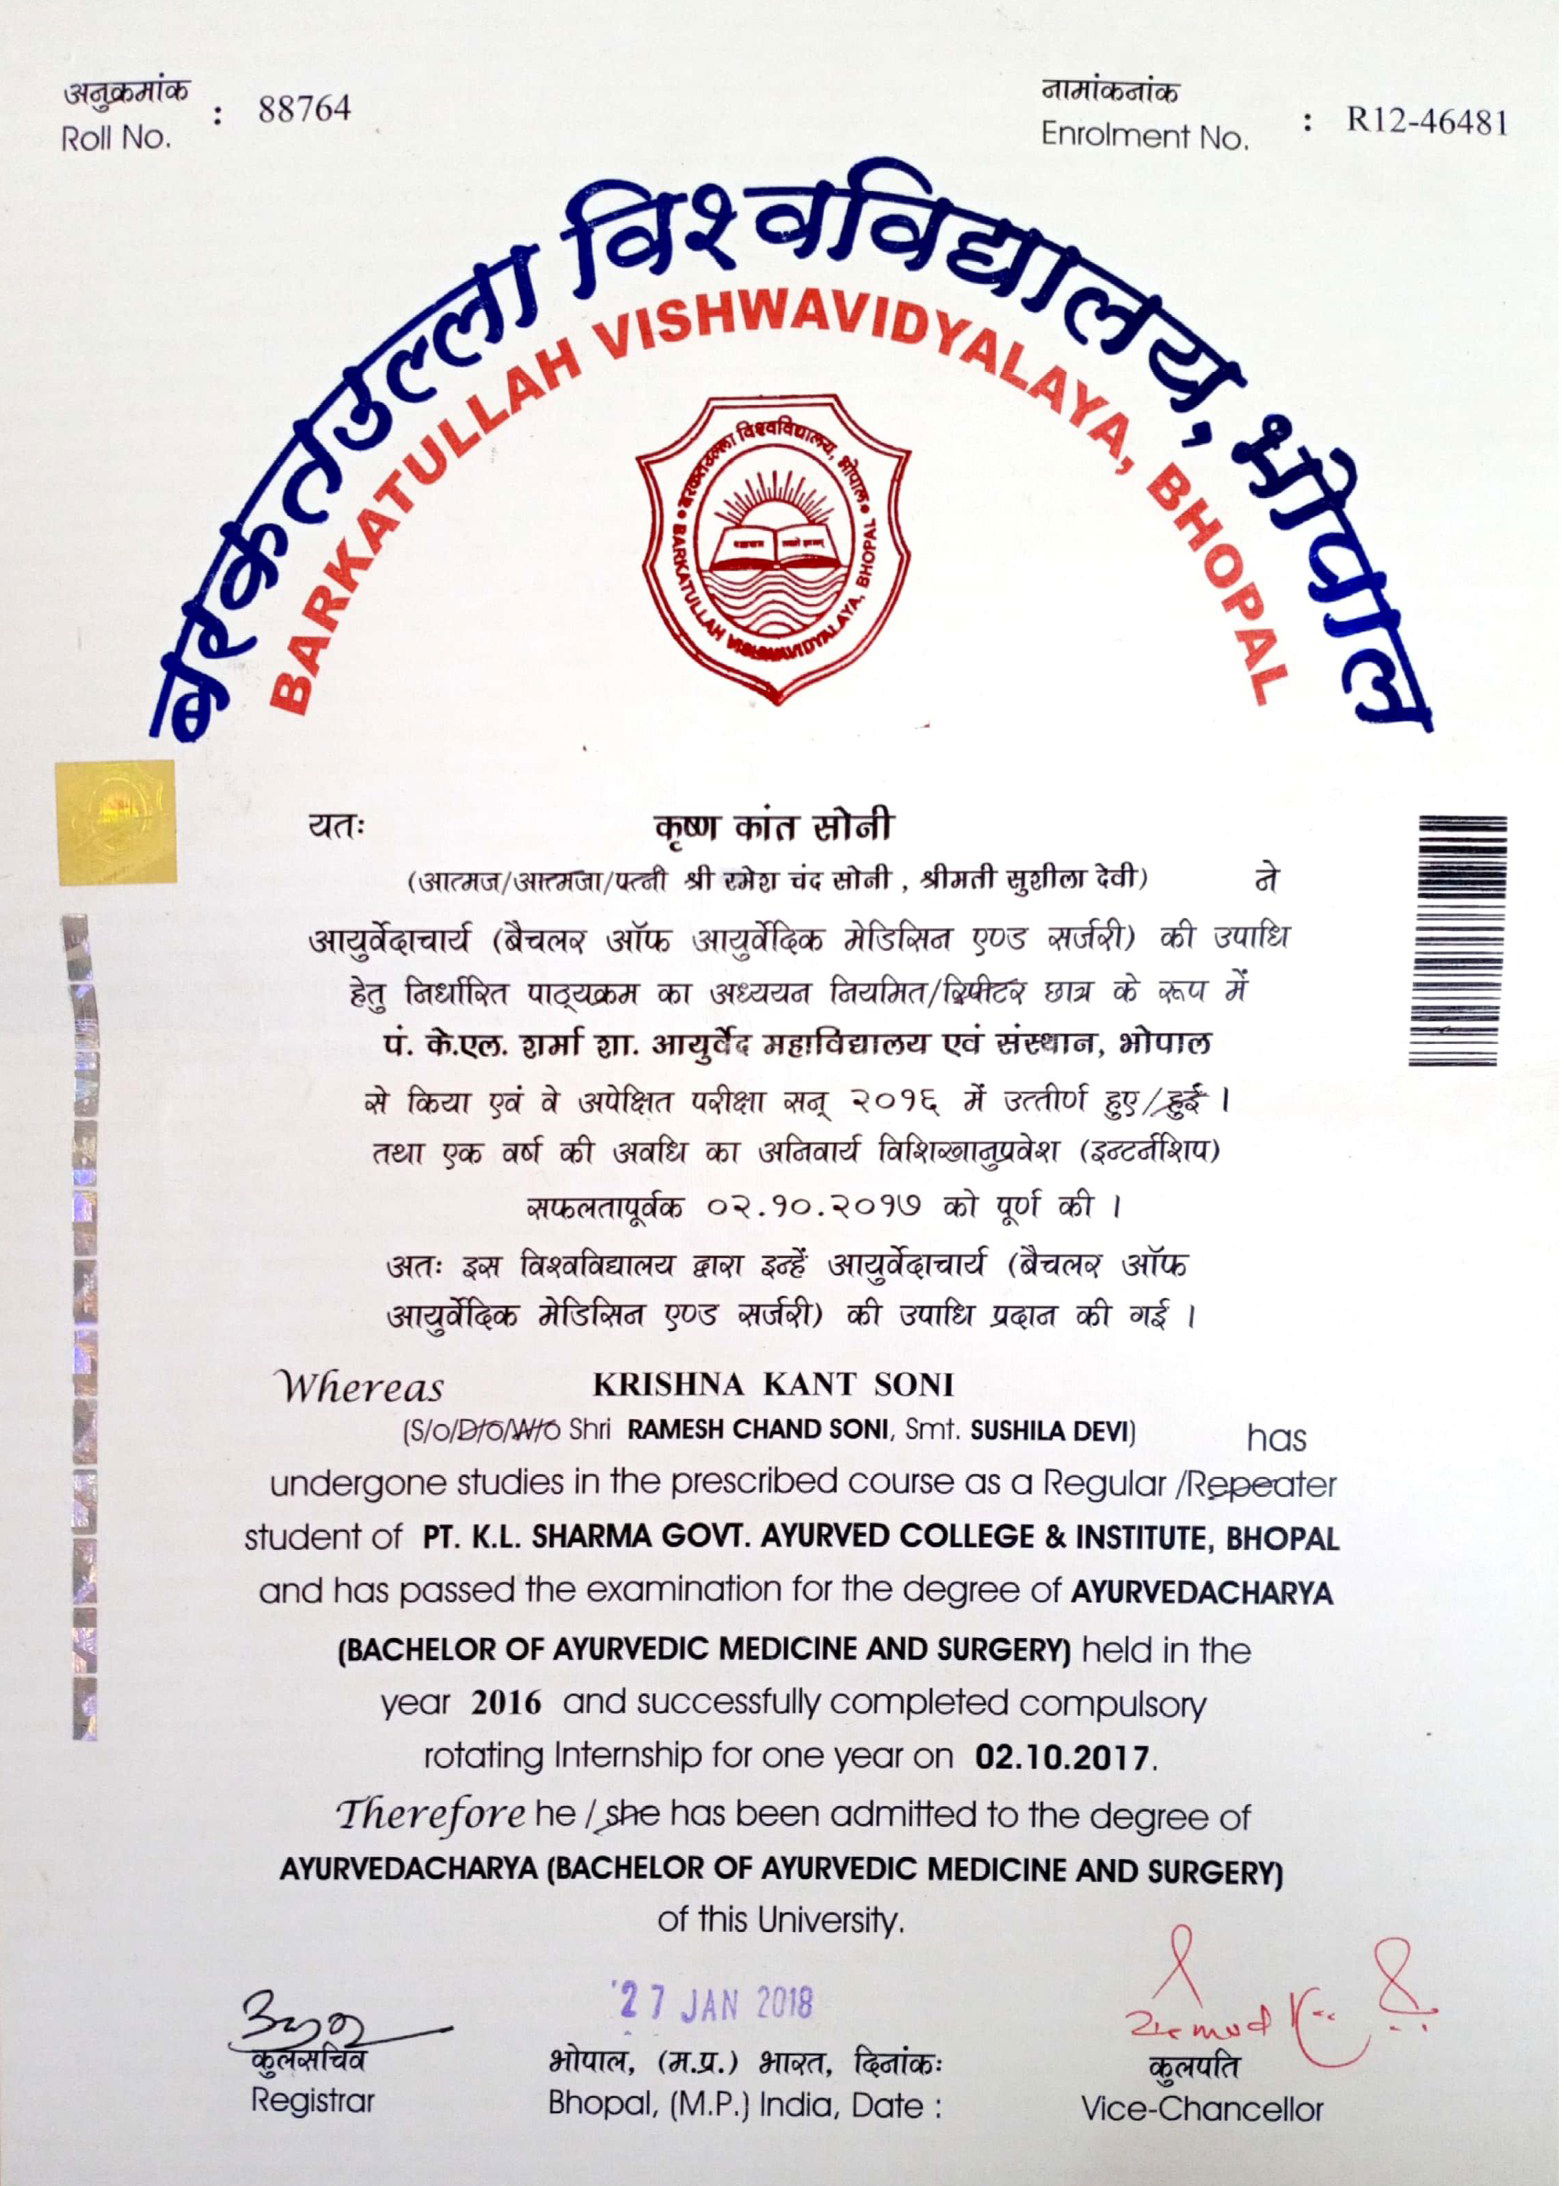 अनुक्रमांक
Roll No. : 88764
नामांकनांक
Enrolment No. : R12-46481
बरकतउल्ला विश्वविद्यालय, भोपाल
BARKATULLAH VISHWAVIDYALAYA, BHOPAL
• बरकतउल्ला विश्वविद्यालय, भोपाल •
BARKATULLAH VISHWAVIDYALAYA, BHOPAL
यतः कृष्ण कांत सोनी
(आत्मज/आत्मजा/पत्नी श्री रमेश चंद सोनी , श्रीमती सुशीला देवी) ने
आयुर्वेदाचार्य (बैचलर ऑफ आयुर्वेदिक मेडिसिन एण्ड सर्जरी) की उपाधि
हेतु निर्धारित पाठ्यक्रम का अध्ययन नियमित/रिपीटर छात्र के रूप में
पं. के.एल. शर्मा शा. आयुर्वेद महाविद्यालय एवं संस्थान, भोपाल
से किया एवं वे अपेक्षित परीक्षा सन् २०१६ में उत्तीर्ण हुए/हुई ।
तथा एक वर्ष की अवधि का अनिवार्य विशिखानुप्रवेश (इन्टर्नशिप)
सफलतापूर्वक ०२.१०.२०१७ को पूर्ण की ।
अतः इस विश्वविद्यालय द्वारा इन्हें आयुर्वेदाचार्य (बैचलर ऑफ
आयुर्वेदिक मेडिसिन एण्ड सर्जरी) की उपाधि प्रदान की गई ।
Whereas KRISHNA KANT SONI
(S/o/D/o/W/o Shri RAMESH CHAND SONI, Smt. SUSHILA DEVI) has
undergone studies in the prescribed course as a Regular /Repeater
student of PT. K.L. SHARMA GOVT. AYURVED COLLEGE & INSTITUTE, BHOPAL
and has passed the examination for the degree of AYURVEDACHARYA
(BACHELOR OF AYURVEDIC MEDICINE AND SURGERY) held in the
year 2016 and successfully completed compulsory
rotating Internship for one year on 02.10.2017.
Therefore he / she has been admitted to the degree of
AYURVEDACHARYA (BACHELOR OF AYURVEDIC MEDICINE AND SURGERY)
of this University.
27 JAN 2018
कुलसचिव
Registrar
भोपाल, (म.प्र.) भारत, दिनांकः
Bhopal, (M.P.) India, Date :
कुलपति
Vice-Chancellor